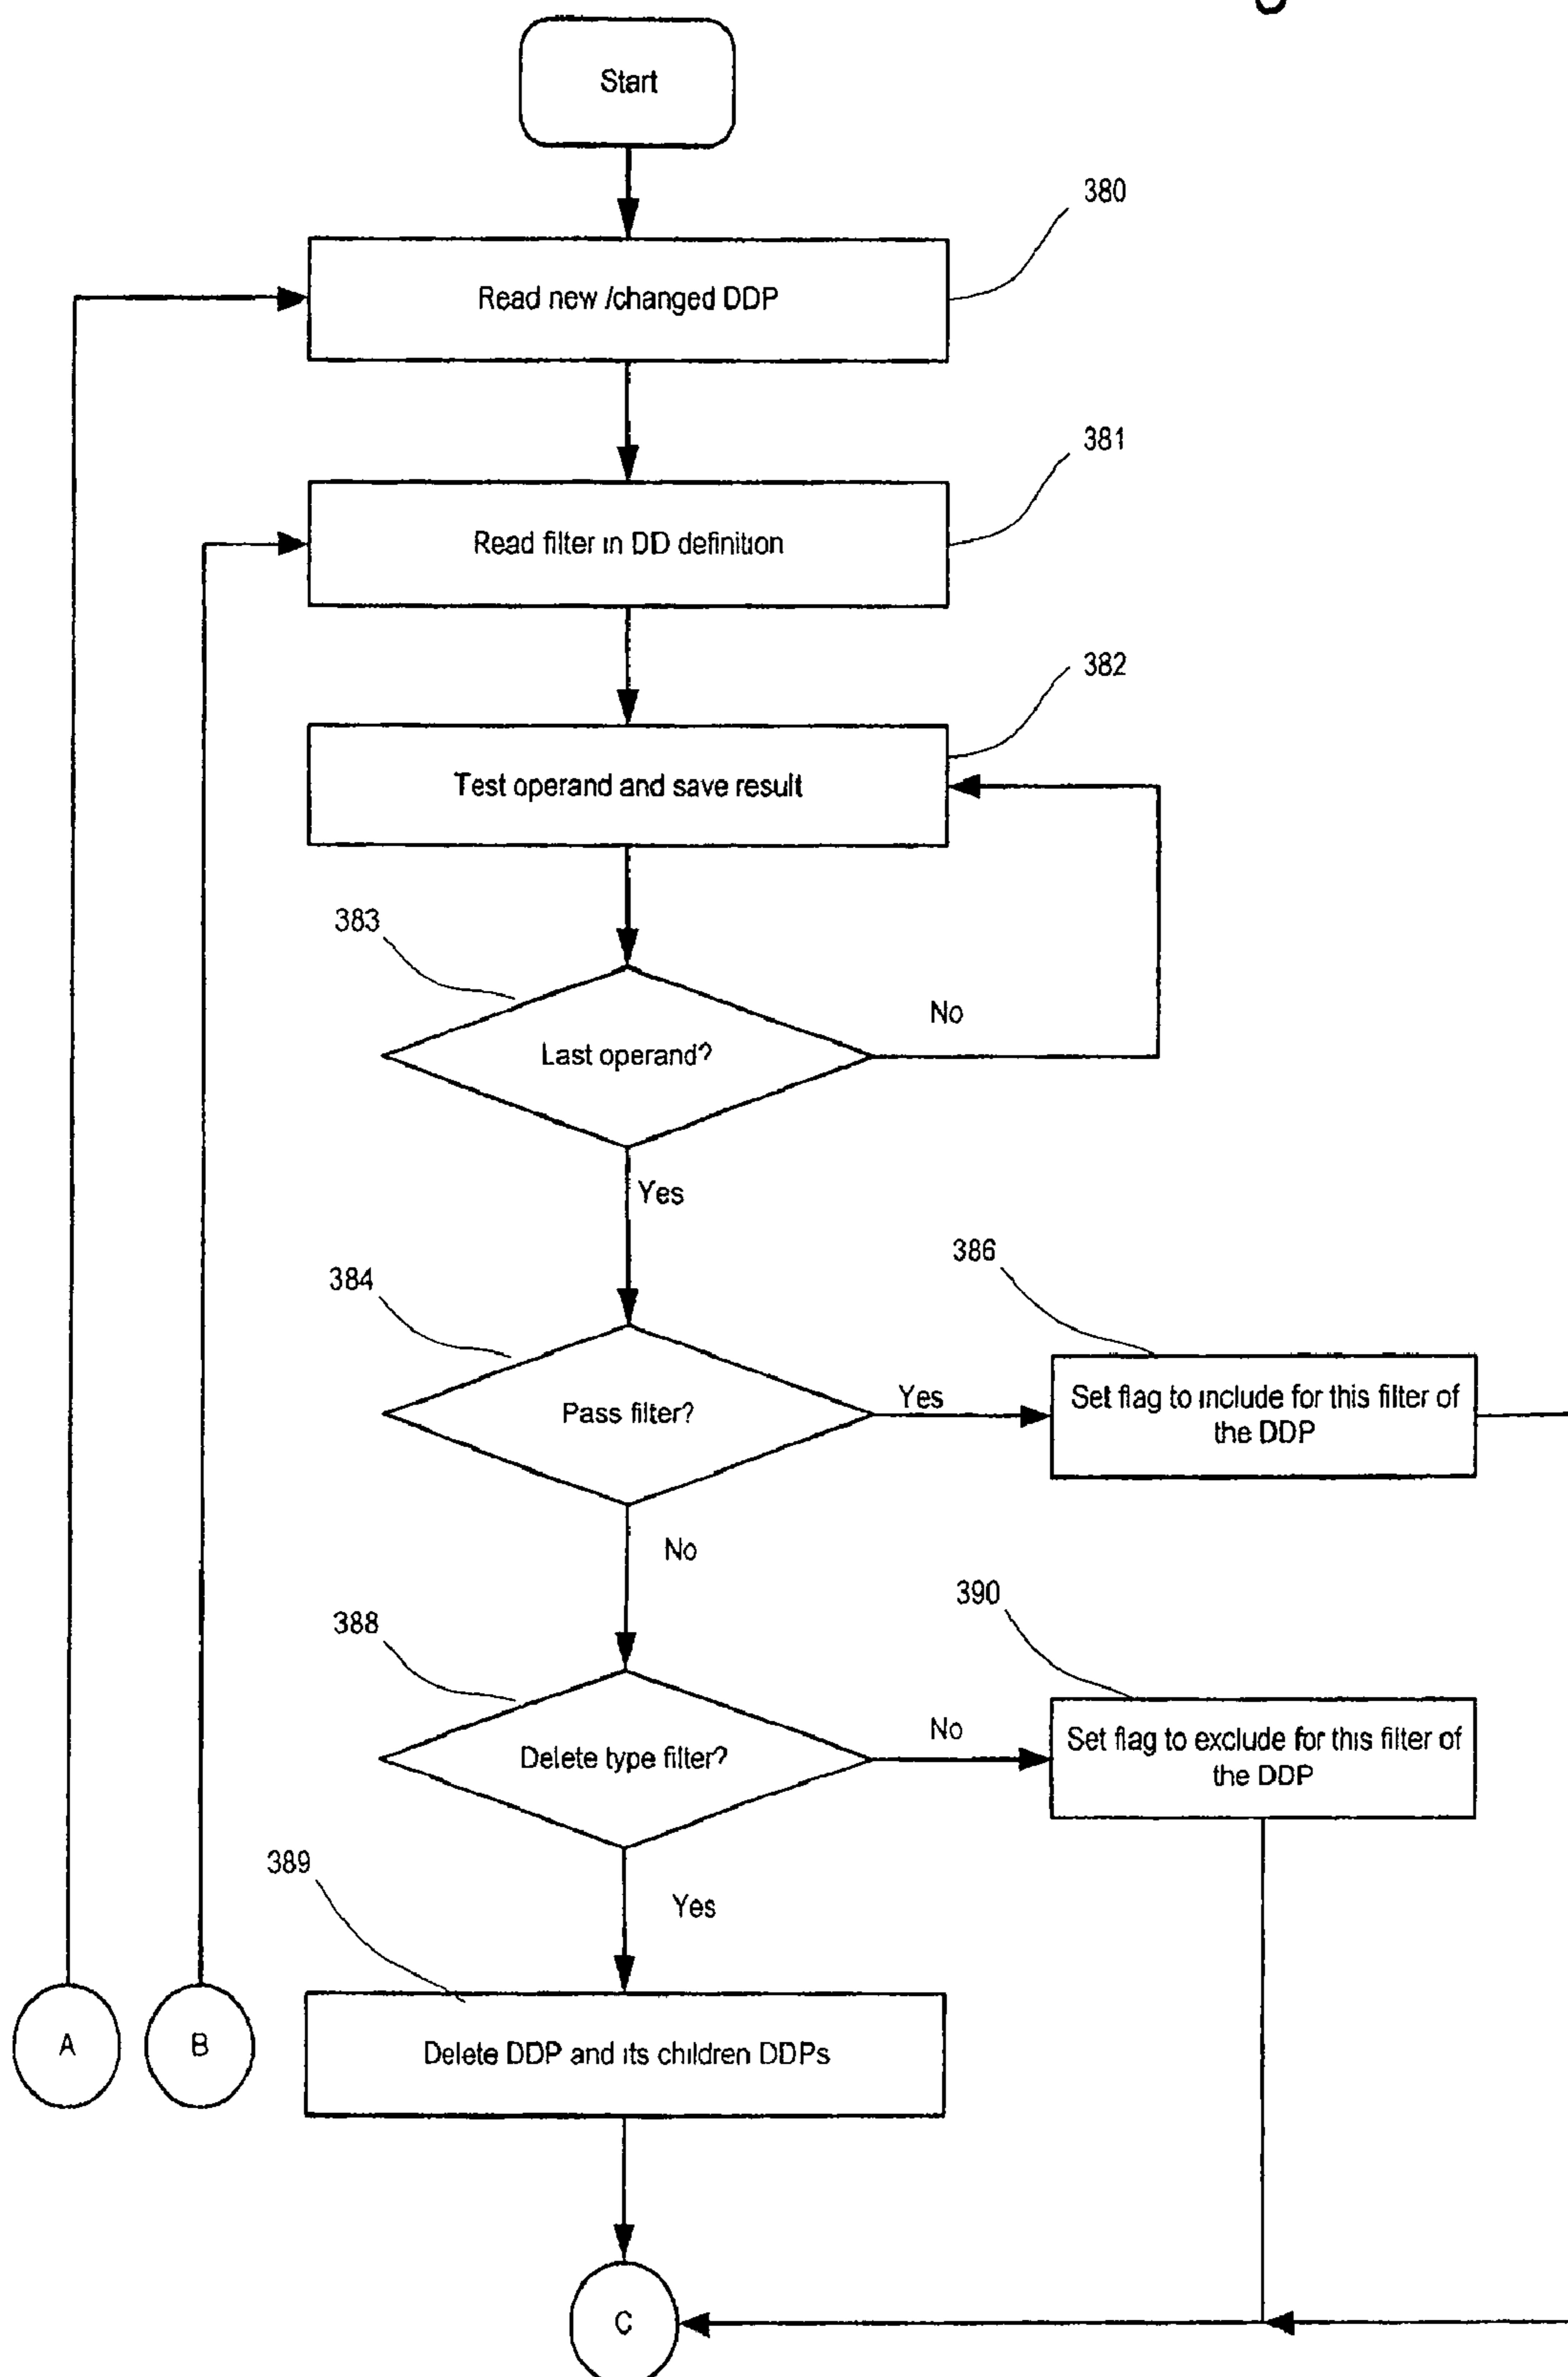 Start
380
Read new /changed DDP
381
Read filter in DD definition
382
Test operand and save result
383
Last operand?
No
Yes
384
Pass filter?
Yes
386
Set flag to include for this filter of
the DDP
No
388
Delete type filter?
No
390
Set flag to exclude for this filter of
the DDP
Yes
389
Delete DDP and its children DDPs
A
B
C